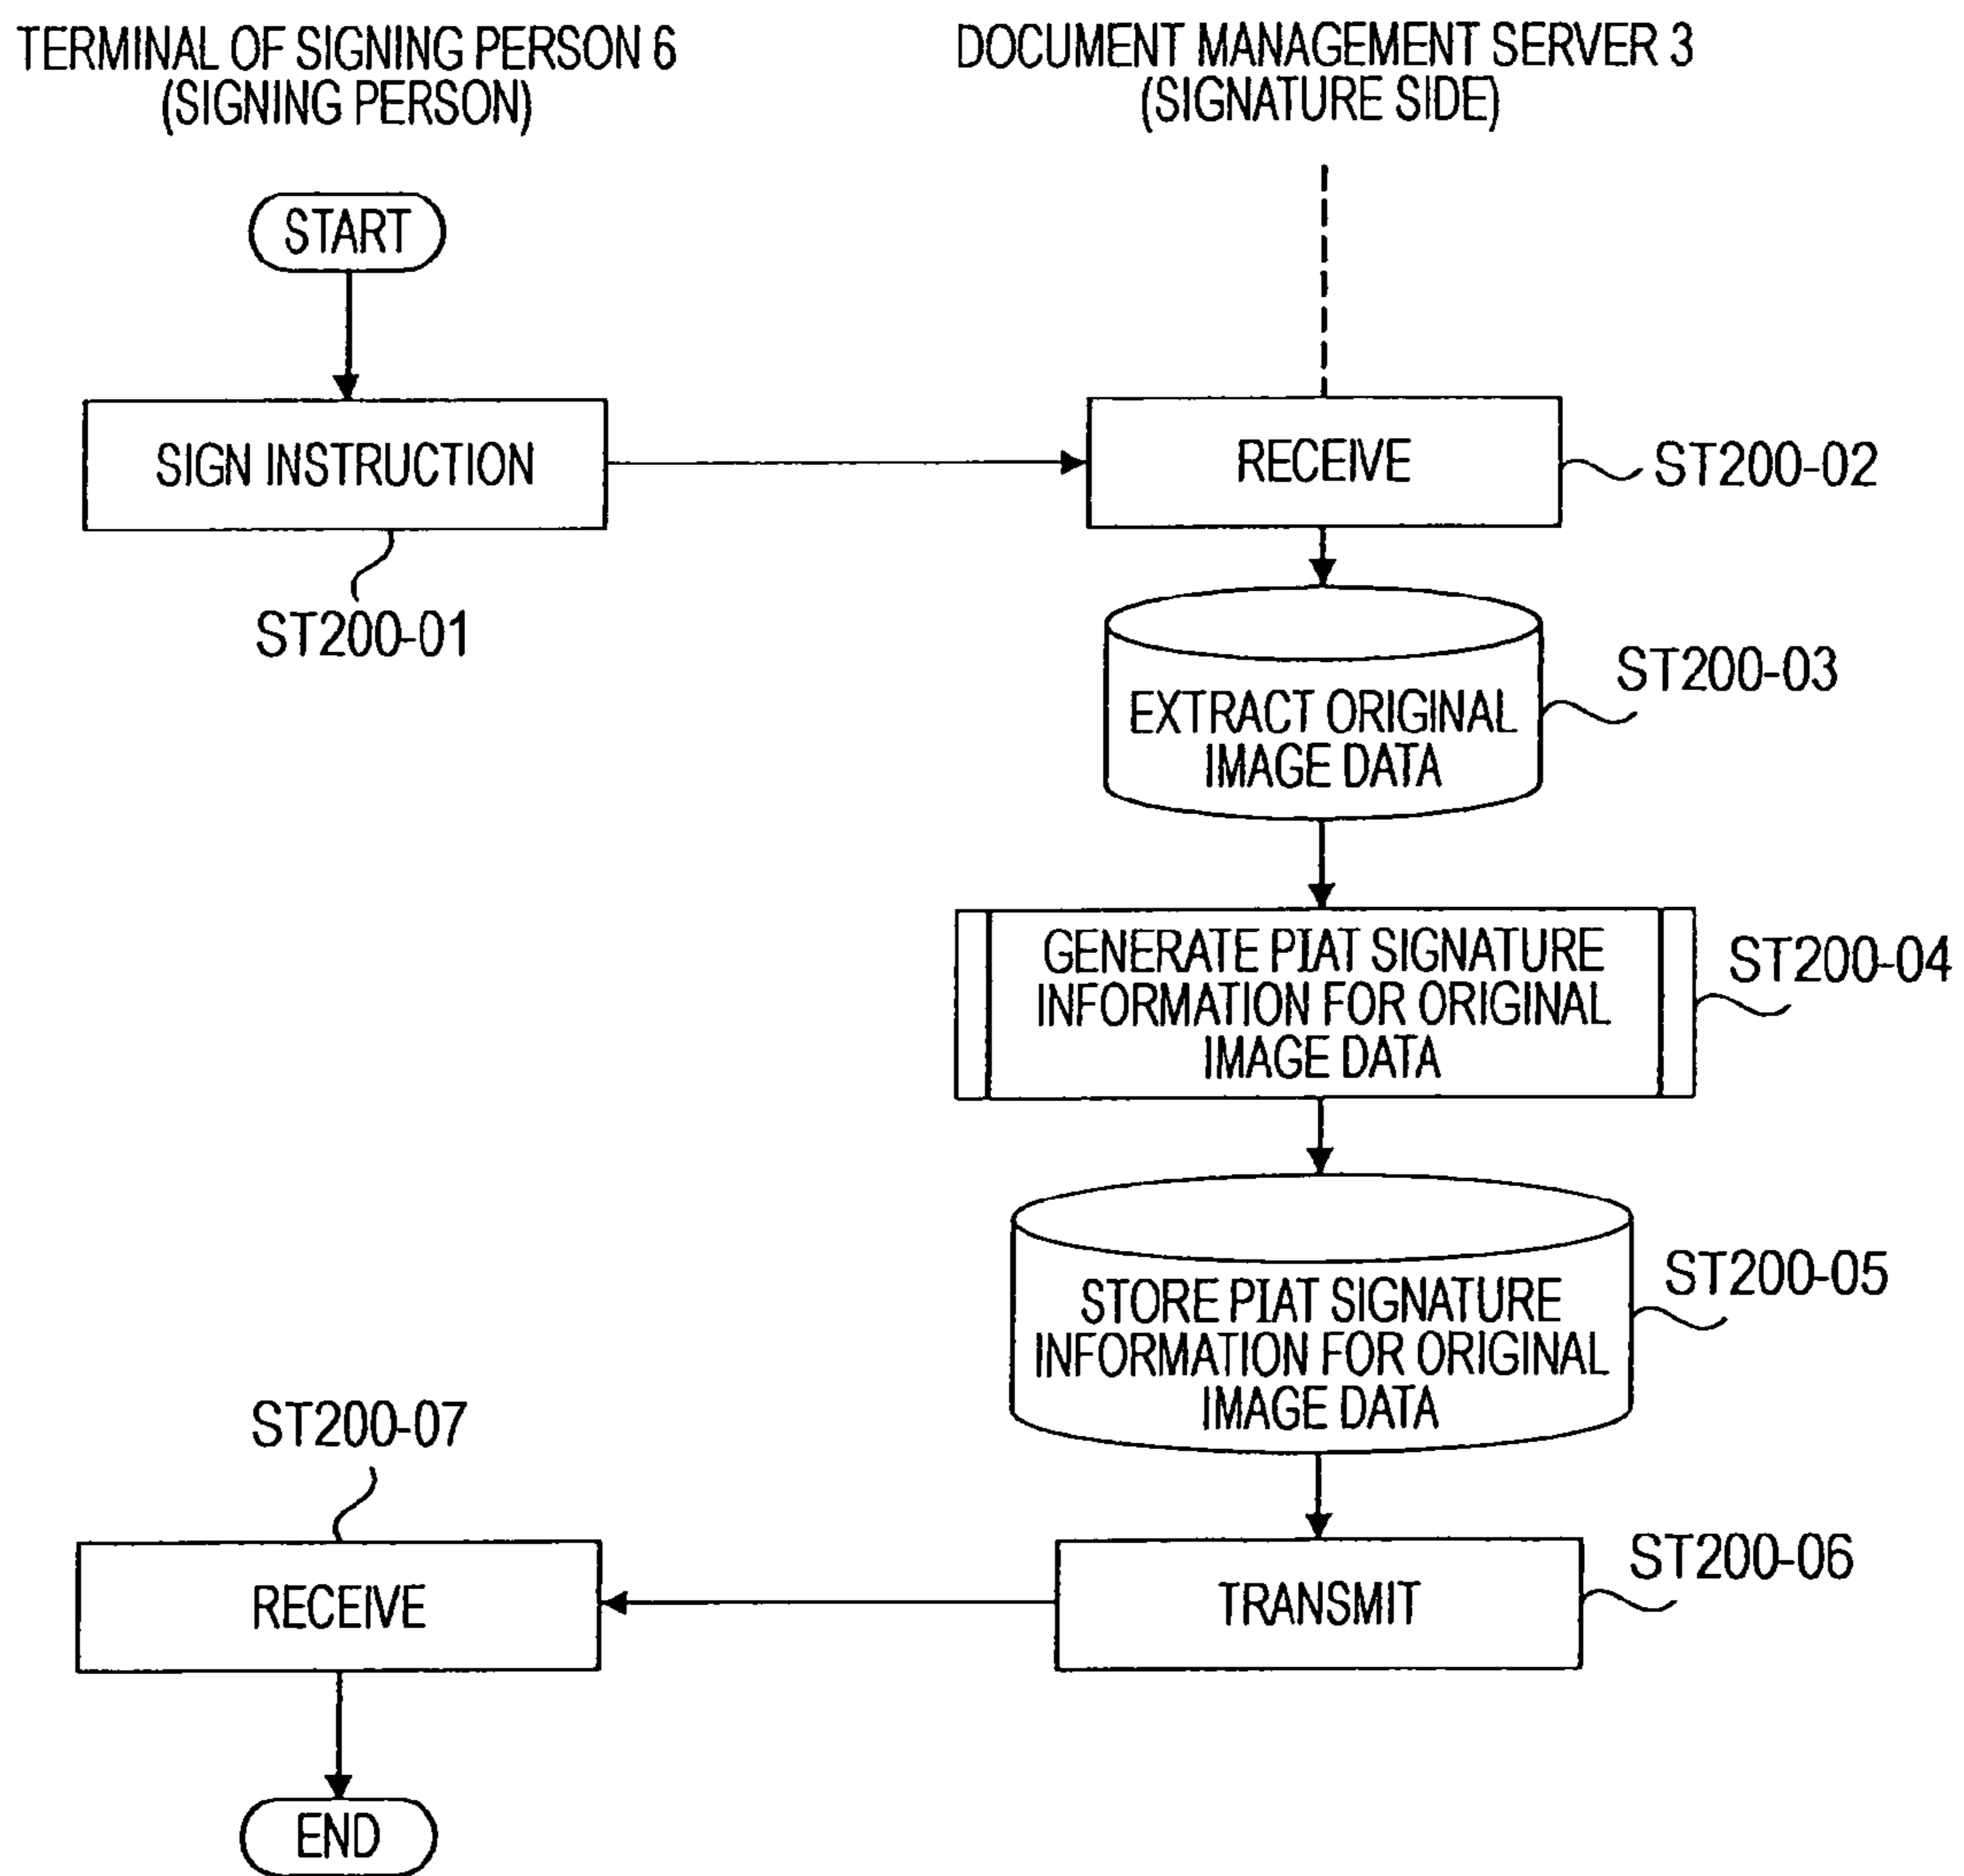 TERMINAL OF SIGNING PERSON 6
(SIGNING PERSON)
DOCUMENT MANAGEMENT SERVER 3
(SIGNATURE SIDE)
START
SIGN INSTRUCTION
ST200-01
RECEIVE
ST200-02
EXTRACT ORIGINAL
IMAGE DATA
ST200-03
GENERATE PIAT SIGNATURE
INFORMATION FOR ORIGINAL
IMAGE DATA
ST200-04
STORE PIAT SIGNATURE
INFORMATION FOR ORIGINAL
IMAGE DATA
ST200-05
TRANSMIT
ST200-06
ST200-07
RECEIVE
END